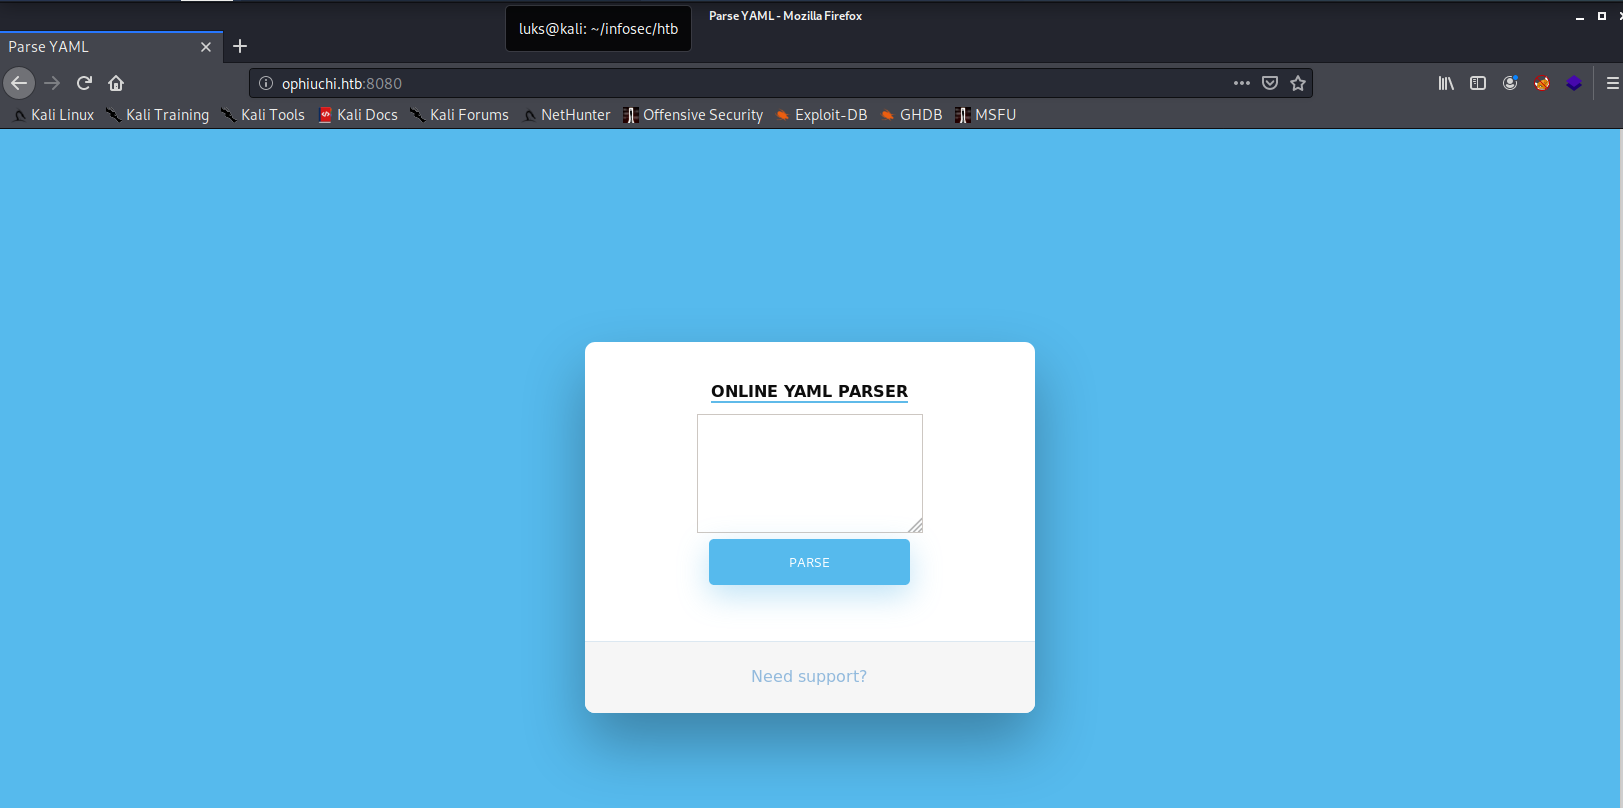 Parse YAML - Mozilla Firefox
luks@kali: ~/infosec/htb
Parse YAML
ophiuchi.htb:8080
Kali Linux Kali Training Kali Tools Kali Docs Kali Forums NetHunter Offensive Security Exploit-DB GHDB MSFU
ONLINE YAML PARSER
PARSE
Need support?